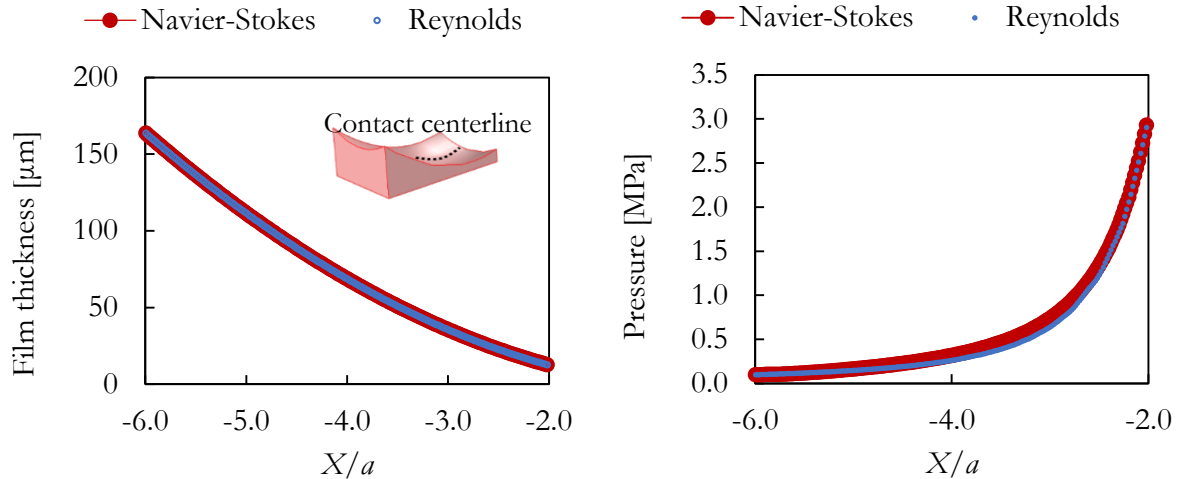 Navier-Stokes Reynolds
200
150
100
50
0
Film thickness [µm]
Contact centerline
-6.0 -5.0 -4.0 -3.0 -2.0
X/a
Navier-Stokes Reynolds
3.5
3.0
2.5
2.0
1.5
1.0
0.5
0.0
Pressure [MPa]
-6.0 -4.0 -2.0
X/a